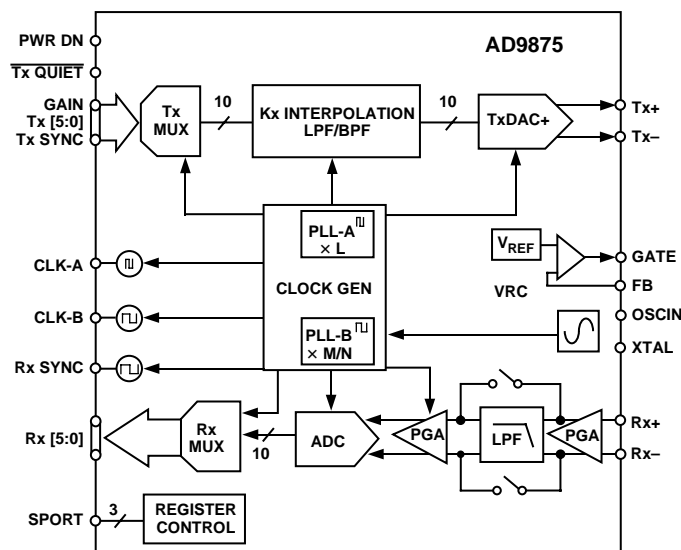 AD9875
PWR DN
Tx QUIET
GAIN
Tx [5:0]
Tx SYNC
Tx
MUX
10
Kx INTERPOLATION
LPF/BPF
10
TxDAC+
Tx+
Tx–
PLL-A
× L
CLOCK GEN
PLL-B
× M/N
CLK-A
CLK-B
Rx SYNC
VREF
VRC
GATE
FB
OSCIN
XTAL
Rx [5:0]
Rx
MUX
10
ADC
PGA
LPF
PGA
Rx+
Rx–
SPORT
3
REGISTER
CONTROL